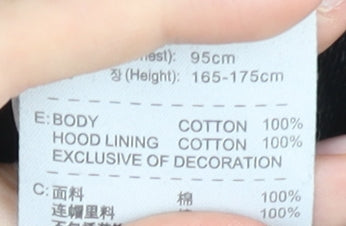 (Chest): 95cm
장 (Height): 165-175cm
E: BODY COTTON 100%
HOOD LINING COTTON 100%
EXCLUSIVE OF DECORATION
C: 面料 棉 100%
连帽里料 100%